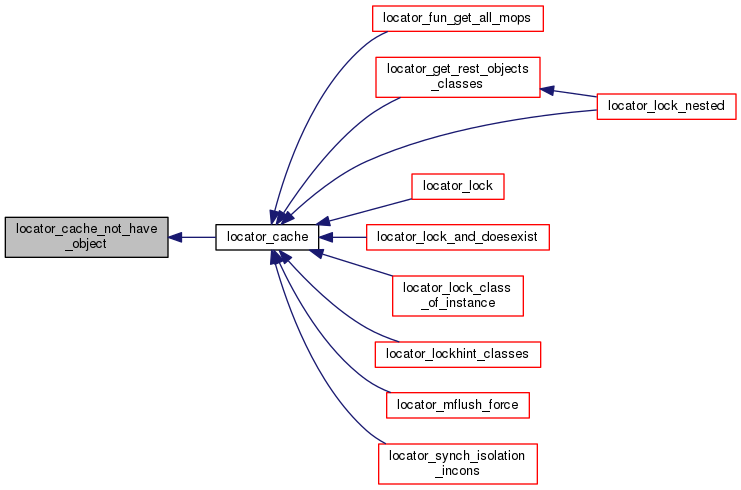 locator_fun_get_all_mops
locator_get_rest_objects
_classes
locator_lock_nested
locator_lock
locator_cache_not_have
_object
locator_cache
locator_lock_and_doesexist
locator_lock_class
_of_instance
locator_lockhint_classes
locator_mflush_force
locator_synch_isolation
_incons